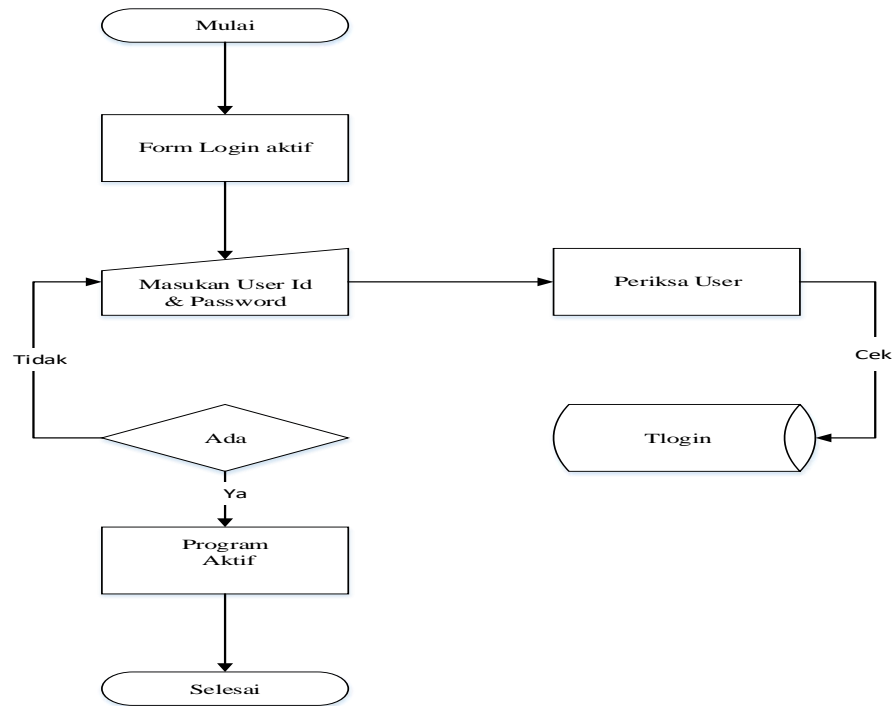 Mulai
Form Login aktif
Masukan User Id
& Password
Periksa User
Tidak
Cek
Ada
Tlogin
Ya
Program
Aktif
Selesai